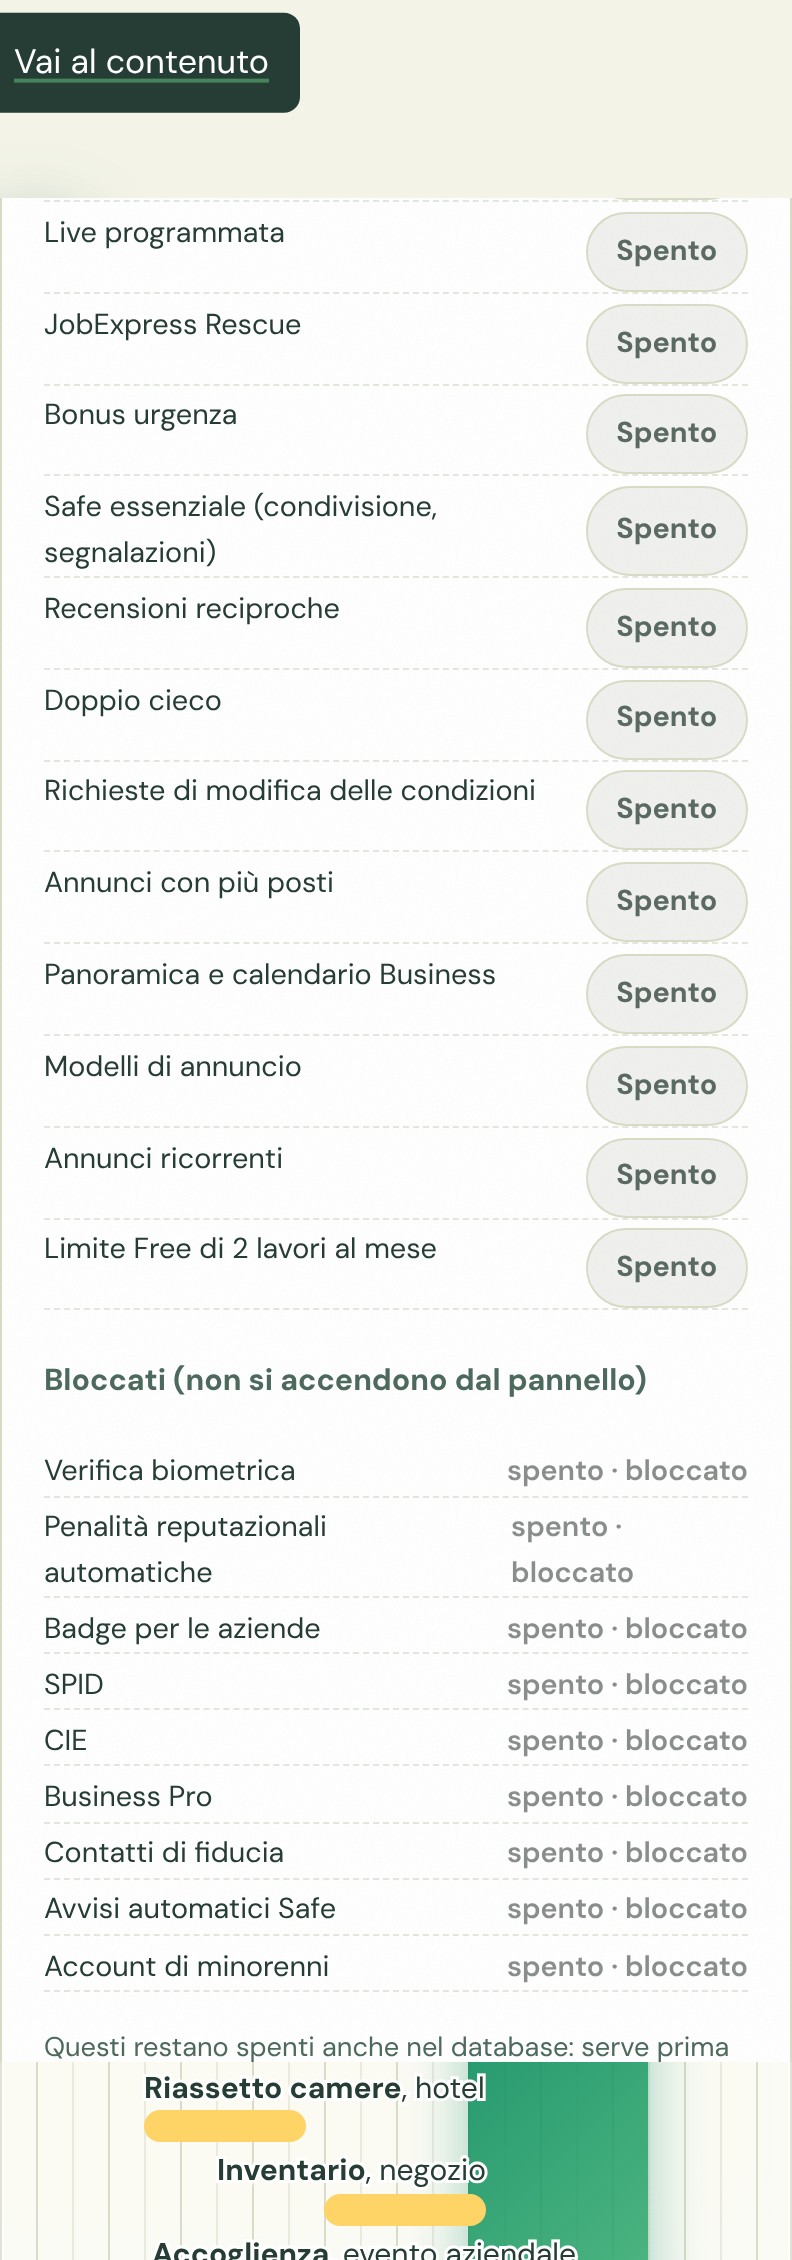 Vai al contenuto
Live programmata Spento
JobExpress Rescue Spento
Bonus urgenza Spento
Safe essenziale (condivisione,
segnalazioni) Spento
Recensioni reciproche Spento
Doppio cieco Spento
Richieste di modifica delle condizioni Spento
Annunci con più posti Spento
Panoramica e calendario Business Spento
Modelli di annuncio Spento
Annunci ricorrenti Spento
Limite Free di 2 lavori al mese Spento
Bloccati (non si accendono dal pannello)
Verifica biometrica spento · bloccato
Penalità reputazionali spento ·
automatiche bloccato
Badge per le aziende spento · bloccato
SPID spento · bloccato
CIE spento · bloccato
Business Pro spento · bloccato
Contatti di fiducia spento · bloccato
Avvisi automatici Safe spento · bloccato
Account di minorenni spento · bloccato
Questi restano spenti anche nel database: serve prima
Riassetto camere, hotel
Inventario, negozio
Accoglienza, evento aziendale